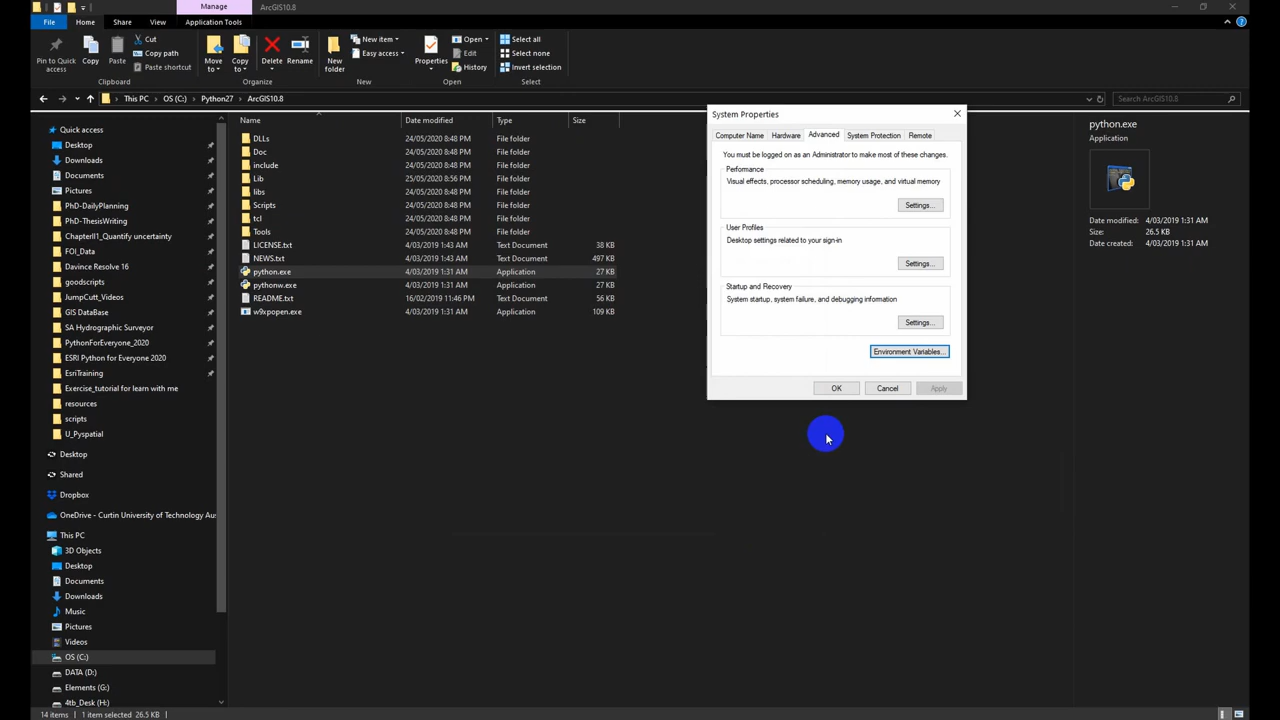 Manage
ArcGIS10.8
File
Home
Share
View
Application Tools
Pin to Quick access
Copy
Paste
Cut
Copy path
Paste shortcut
Clipboard
Move to
Copy to
Delete
Rename
Organize
New folder
New item
Easy access
New
Properties
Open
Edit
History
Open
Select all
Select none
Invert selection
Select
This PC
OS (C:)
Python27
ArcGIS10.8
Search ArcGIS10.8
Quick access
Desktop
Downloads
Documents
Pictures
PhD-DailyPlanning
PhD-ThesisWriting
ChapterII1_Quantify uncertainty
FOI_Data
Davince Resolve 16
goodscripts
JumpCutt_Videos
GIS DataBase
SA Hydrographic Surveyor
PythonForEveryone_2020
ESRI Python for Everyone 2020
EsriTraining
Exercise_tutorial for learn with me
resources
scripts
U_Pyspatial
Desktop
Shared
Dropbox
OneDrive - Curtin University of Technology Aus
This PC
3D Objects
Desktop
Documents
Downloads
Music
Pictures
Videos
OS (C:)
DATA (D:)
Elements (G:)
4tb_Desk (H:)
Name Date modified Type Size
DLLs 24/05/2020 8:48 PM File folder
Doc 24/05/2020 8:48 PM File folder
include 24/05/2020 8:48 PM File folder
Lib 25/05/2020 8:56 PM File folder
libs 24/05/2020 8:48 PM File folder
Scripts 24/05/2020 8:48 PM File folder
tcl 24/05/2020 8:48 PM File folder
Tools 24/05/2020 8:48 PM File folder
LICENSE.txt 4/03/2019 1:43 AM Text Document 38 KB
NEWS.txt 4/03/2019 1:43 AM Text Document 497 KB
python.exe 4/03/2019 1:31 AM Application 27 KB
pythonw.exe 4/03/2019 1:31 AM Application 27 KB
README.txt 16/02/2019 11:46 PM Text Document 56 KB
w9xpopen.exe 4/03/2019 1:31 AM Application 109 KB
System Properties
Computer Name
Hardware
Advanced
System Protection
Remote
You must be logged on as an Administrator to make most of these changes.
Performance
Visual effects, processor scheduling, memory usage, and virtual memory
Settings...
User Profiles
Desktop settings related to your sign-in
Settings...
Startup and Recovery
System startup, system failure, and debugging information
Settings...
Environment Variables...
OK
Cancel
Apply
python.exe
Application
Date modified: 4/03/2019 1:31 AM
Size: 26.5 KB
Date created: 4/03/2019 1:31 AM
14 items
1 item selected 26.5 KB